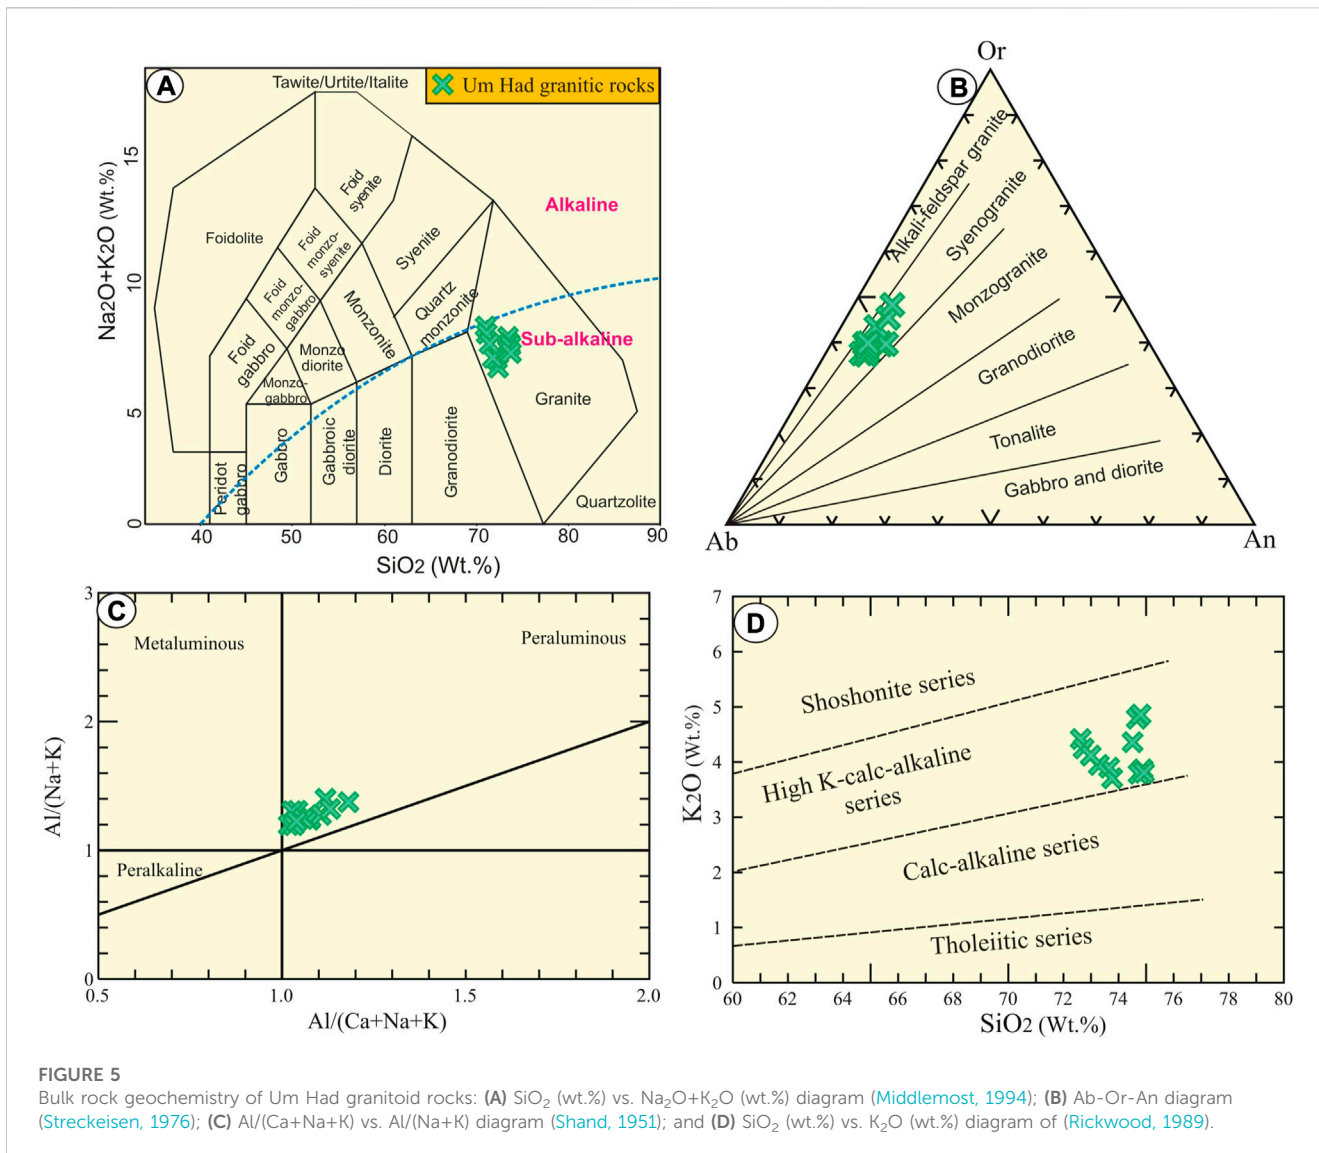 A
Tawite/Urtite/Italite
Um Had granitic rocks
Na2O+K2O (Wt.%)
15
10
5
0
Foidolite
Foid
syenite
Foid
monzo-
syenite
Foid
monzo-
gabbro
Foid
gabbro
Syenite
Quartz
monzonite
Monzonite
Monzo
diorite
Monzo-
gabbro
Peridot
gabbro
Gabbro
Gabbroic
diorite
Diorite
Granodiorite
Granite
Quartzolite
Alkaline
Sub-alkaline
40
50
60
70
80
90
SiO2 (Wt.%)
B
Or
Alkali-feldspar granite
Syenogranite
Monzogranite
Granodiorite
Tonalite
Gabbro and diorite
Ab
An
C
3
2
1
0
Al/(Na+K)
Metaluminous
Peraluminous
Peralkaline
0.5
1.0
1.5
2.0
Al/(Ca+Na+K)
D
7
6
5
4
3
2
1
0
K2O (Wt.%)
Shoshonite series
High K-calc-alkaline
series
Calc-alkaline series
Tholeiitic series
60
62
64
66
68
70
72
74
76
78
80
SiO2 (Wt.%)
FIGURE 5
Bulk rock geochemistry of Um Had granitoid rocks: (A) SiO₂ (wt.%) vs. Na₂O+K₂O (wt.%) diagram (Middlemost, 1994); (B) Ab-Or-An diagram
(Streckeisen, 1976); (C) Al/(Ca+Na+K) vs. Al/(Na+K) diagram (Shand, 1951); and (D) SiO₂ (wt.%) vs. K₂O (wt.%) diagram of (Rickwood, 1989).